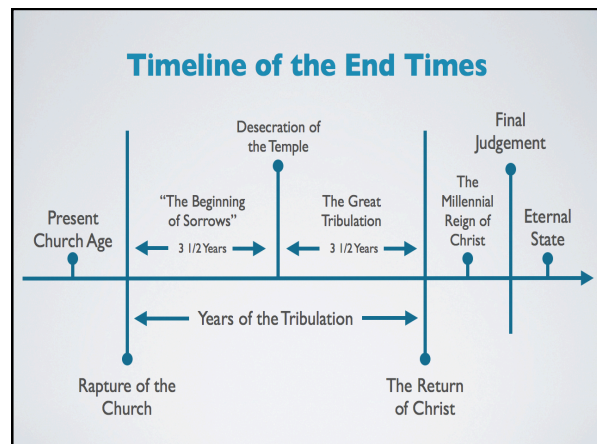 Timeline of the End Times
Desecration of
the Temple
Final
Judgement
"The Beginning
of Sorrows"
3 1/2 Years
The Great
Tribulation
3 1/2 Years
The
Millennial
Reign of
Christ
Present
Church Age
Eternal
State
Years of the Tribulation
Rapture of the
Church
The Return
of Christ